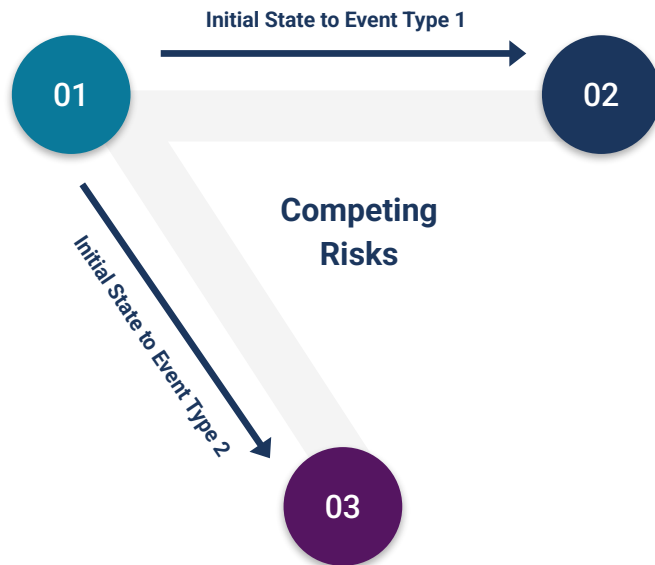 Initial State to Event Type 1
01
02
Competing
Risks
Initial State to Event Type 2
03